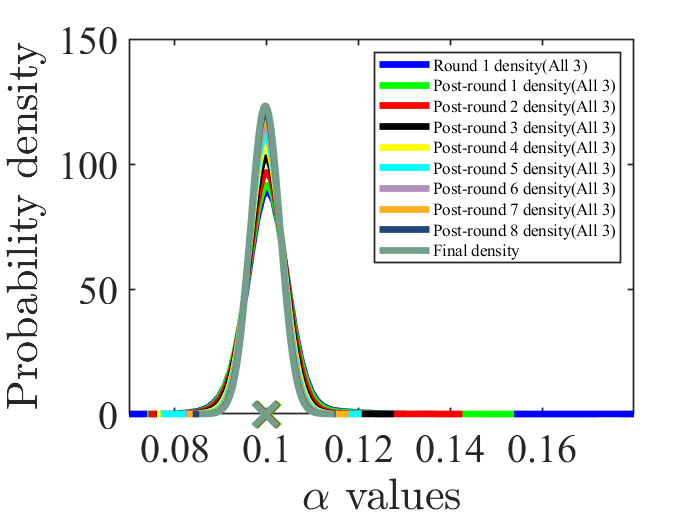 150
100
50
0
Probability density
Round 1 density(All 3)
Post-round 1 density(All 3)
Post-round 2 density(All 3)
Post-round 3 density(All 3)
Post-round 4 density(All 3)
Post-round 5 density(All 3)
Post-round 6 density(All 3)
Post-round 7 density(All 3)
Post-round 8 density(All 3)
Final density
0.08 0.1 0.12 0.14 0.16
α values